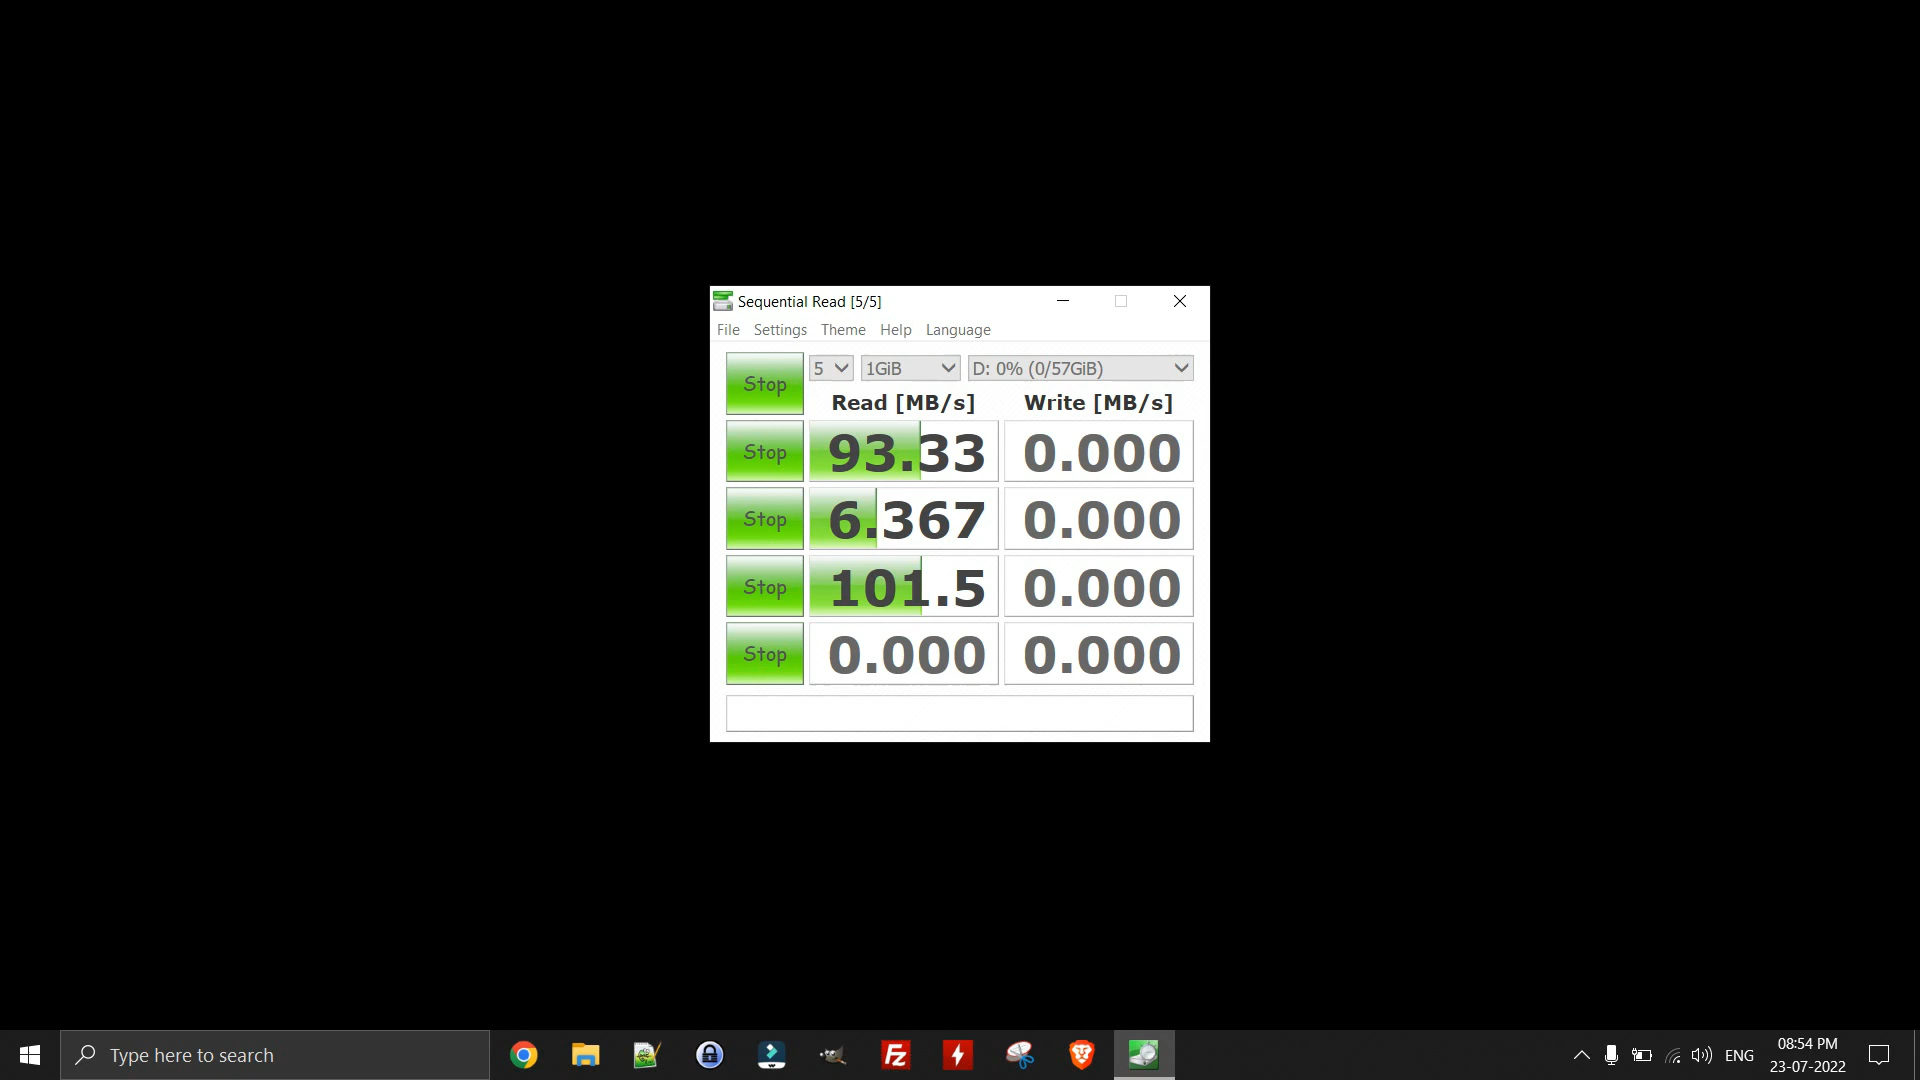 Sequential Read [5/5]
File Settings Theme Help Language
Stop 5 1GiB D: 0% (0/57GiB)
Read [MB/s] Write [MB/s]
Stop 93.33 0.000
Stop 6.367 0.000
Stop 101.5 0.000
Stop 0.000 0.000
Type here to search
Fz
ENG
08:54 PM
23-07-2022